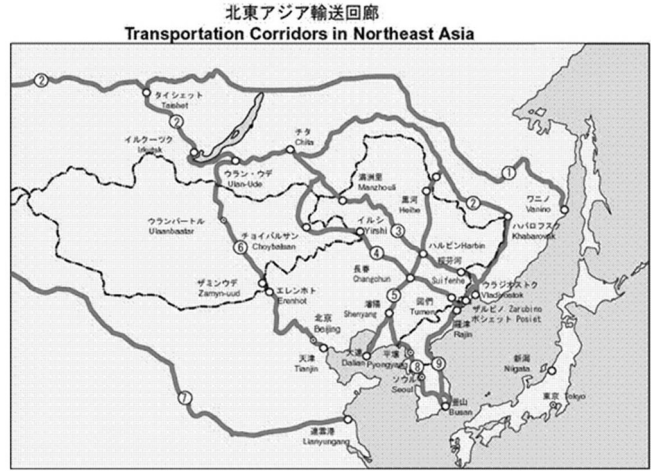 北東アジア輸送回廊
Transportation Corridors in Northeast Asia
②
タイシェット
Taishet
②
イルクーツク
Irkutsk
チタ
Chita
ウラン・ウデ
Ulan-Ude
満洲里
Manzhouli
黒河
Heihe
①
②
ワニノ
Vanino
ハバロフスク
Khabarovsk
ウランバートル
Ulaanbaatar
チョイバルサン
Choybalsan
イルシ
Yinshi
③
ハルビンHarbin
⑥
④
長春
Changchun
綏芬河
Suifenhe
ザミンウデ
Zamyn-uud
エレンホト
Erenhot
⑤
瀋陽
Shenyang
図們
Tumen
ウラジオストク
Vladivostok
ザルビノ Zarubino
ポシェット Posiet
羅津
Rajin
北京
Beijing
天津
Tianjin
大連
Dalian
平壌
Pyongyang
⑧
⑨
ソウル
Seoul
釜山
Busan
新潟
Niigata
東京
Tokyo
⑦
連雲港
Lianyungang